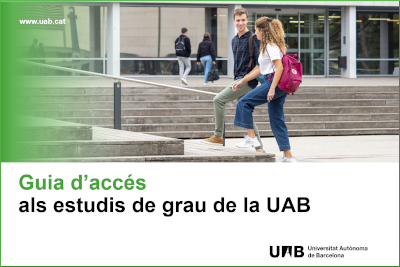 www.uab.cat
Guia d’accés
als estudis de grau de la UAB
UAB
Universitat Autònoma
de Barcelona